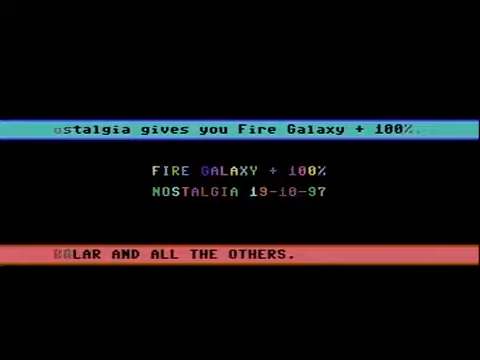 ostalgia gives you Fire Galaxy + 100%.
FIRE GALAXY + 100%
NOSTALGIA 19-10-97
LAR AND ALL THE OTHERS.